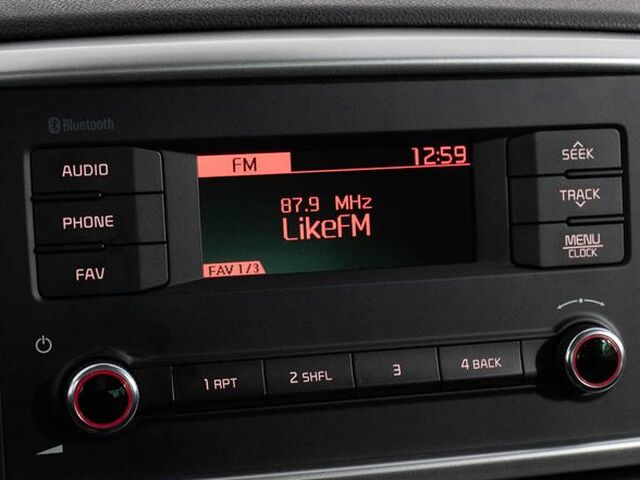 Bluetooth
AUDIO
PHONE
FAV
FM 12:59
87.9 MHz
LikeFM
FAV 1/3
SEEK
TRACK
MENU
CLOCK
1 RPT 2 SHFL 3 4 BACK